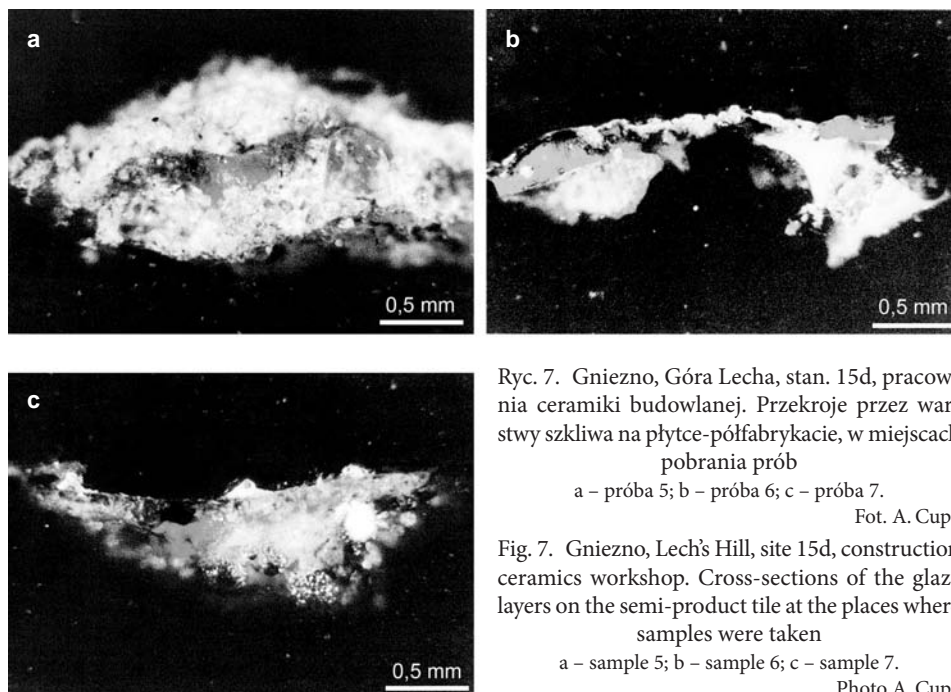 a
0,5 mm
b
0,5 mm
c
0,5 mm
Ryc. 7. Gniezno, Góra Lecha, stan. 15d, pracow
nia ceramiki budowlanej. Przekroje przez war
stwy szkliwa na płytce-półfabrykacie, w miejscach
pobrania prób
a – próba 5; b – próba 6; c – próba 7.
Fot. A. Cup
Fig. 7. Gniezno, Lech's Hill, site 15d, construction
ceramics workshop. Cross-sections of the glaz
layers on the semi-product tile at the places wher
samples were taken
a – sample 5; b – sample 6; c – sample 7.
Photo A. Cup